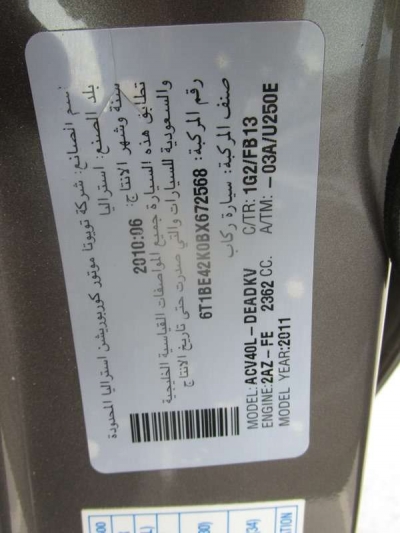 اسم الصانع: شركة تويوتا موتور كوربوريشن استراليا المحدودة
بلد الصنع: استراليا
سنة وشهر الانتاج: 2010:06
تطابق هذه السيارة جميع المواصفات القياسية الخليجية
والسعودية للسيارات والتي صدرت حتى تاريخ الانتاج
رقم المركبة: 6T1BE42K0BX672568
صنف المركبة: سيارة ركاب
MODEL: ACV40L-DEADKV C/TR: 1G2/FB13
ENGINE:2AZ-FE 2362 CC. A/TM: -03A/U250E
MODEL YEAR:2011